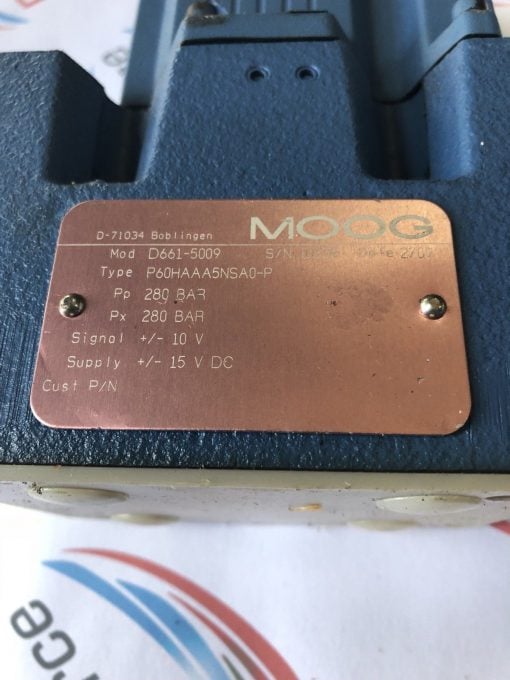 MOOG
D-71034 Boblingen
Mod D661-5009 S/N
Type P60HAAA5NSA0-P
Pp 280 BAR
Px 280 BAR
Signal +/- 10 V
Supply +/- 15 V DC
Cust P/N
rce